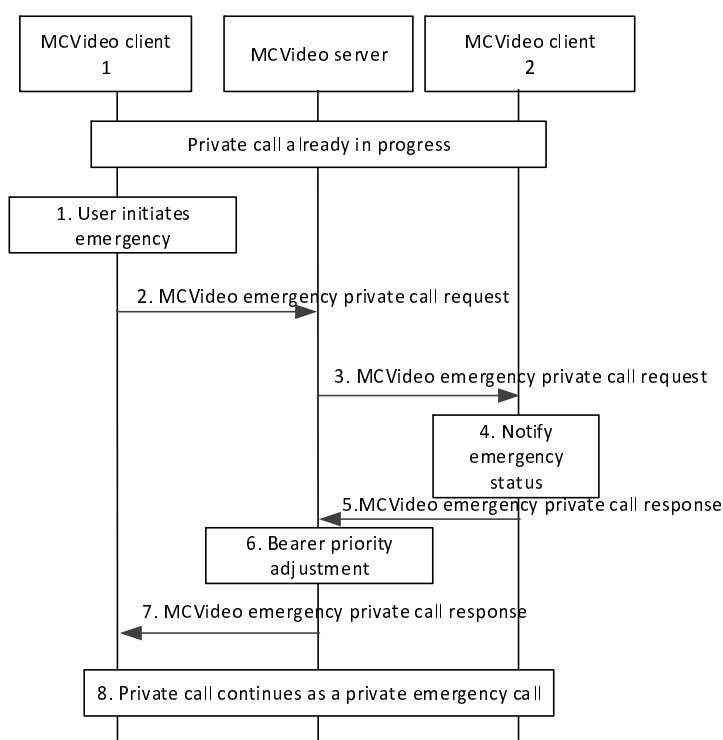 MCVideo client
1
MCVideo server
MCVideo client
2
Private call already in progress
1. User initiates
emergency
2. MCVideo emergency private call request
3. MCVideo emergency private call request
4. Notify
emergency
status
5.MCVideo emergency private call response
6. Bearer priority
adjustment
7. MCVideo emergency private call response
8. Private call continues as a private emergency call